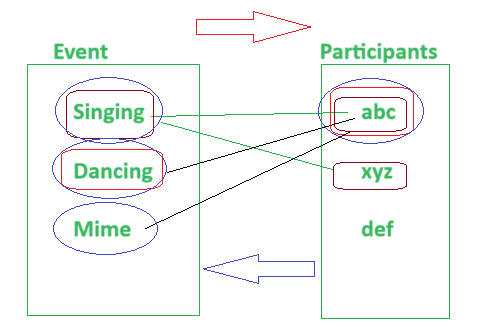 Event
Participants
Singing
abc
Dancing
xyz
Mime
def